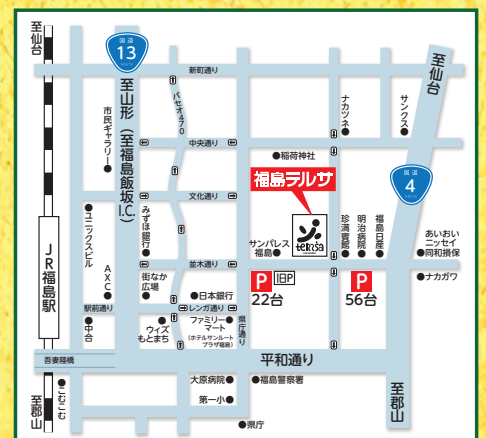 至仙台
国道
13
ROUTE
至山形(至福島飯坂I.C.)
新町通り
パセオ470
ナカツネ
サンクス
至仙台
市民ギャラリー
中央通り
稲荷神社
国道
4
ROUTE
福島テルサ
文化通り
ユニックスビル
みずほ銀行
サンパレス
福島
terrsa
珍満賓館
明治病院
福島日産
あいおい
ニッセイ
同和損保
並木通り
JR福島駅
AXC
街なか
広場
日本銀行
P
旧P
22台
P
56台
ナカガワ
駅前通り
レンガ通り
県庁通り
中合
ウィズ
もとまち
ファミリー
マート
(ホテルサンルート
プラザ福島)
吾妻陸橋
平和通り
こむこむ
大原病院
福島警察署
第一小
県庁
至郡山
至郡山